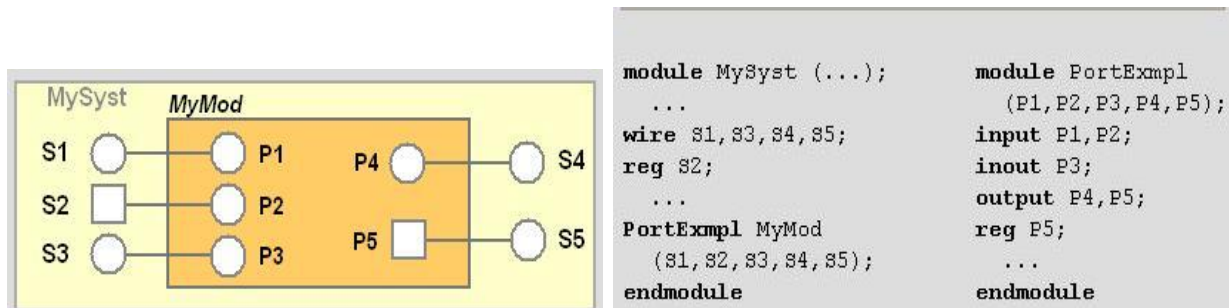 MySyst MyMod
S1 P1 P4 S4
S2 P2
S3 P3 P5 S5
module MySyst (...);
...
wire S1,S3,S4,S5;
reg S2;
...
PortExmpl MyMod
(S1,S2,S3,S4,S5);
endmodule
module PortExmpl
(P1,P2,P3,P4,P5);
input P1,P2;
inout P3;
output P4,P5;
reg P5;
...
endmodule